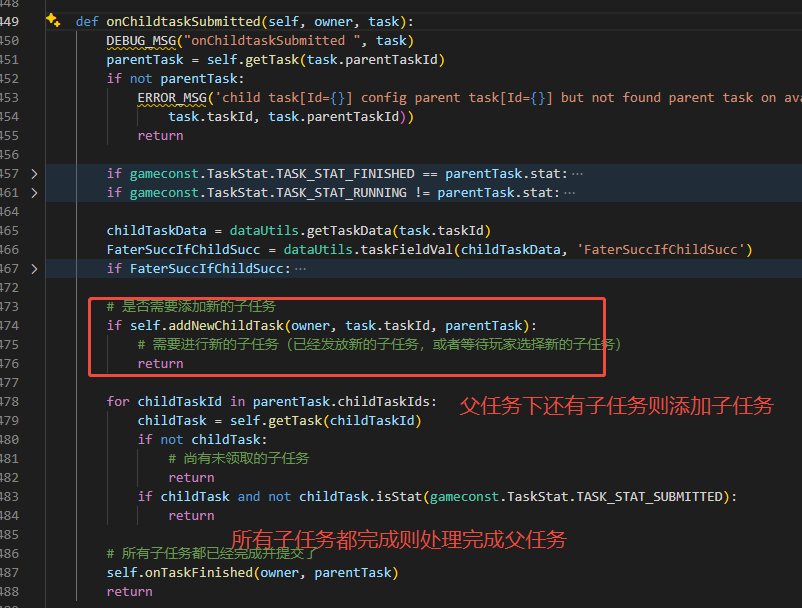 448
449 def onChildtaskSubmitted(self, owner, task):
450 DEBUG_MSG("onChildtaskSubmitted ", task)
451 parentTask = self.getTask(task.parentTaskId)
452 if not parentTask:
453 ERROR_MSG('child task[Id={}] config parent task[Id={}] but not found parent task on ava
454 task.taskId, task.parentTaskId))
455 return
456
457 if gameconst.TaskStat.TASK_STAT_FINISHED == parentTask.stat:…
461 if gameconst.TaskStat.TASK_STAT_RUNNING != parentTask.stat:…
464
465 childTaskData = dataUtils.getTaskData(task.taskId)
466 FaterSuccIfChildSucc = dataUtils.taskFieldVal(childTaskData, 'FaterSuccIfChildSucc')
467 if FaterSuccIfChildSucc:…
472
473 # 是否需要添加新的子任务
474 if self.addNewChildTask(owner, task.taskId, parentTask):
475 # 需要进行新的子任务（已经发放新的子任务，或者等待玩家选择新的子任务）
476 return
477
478 for childTaskId in parentTask.childTaskIds:
父任务下还有子任务则添加子任务
479 childTask = self.getTask(childTaskId)
480 if not childTask:
481 # 尚有未领取的子任务
482 return
483 if childTask and not childTask.isStat(gameconst.TaskStat.TASK_STAT_SUBMITTED):
484 return
485
所有子任务都完成则处理完成父任务
486 # 所有子任务都已经完成并提交了
487 self.onTaskFinished(owner, parentTask)
488 return